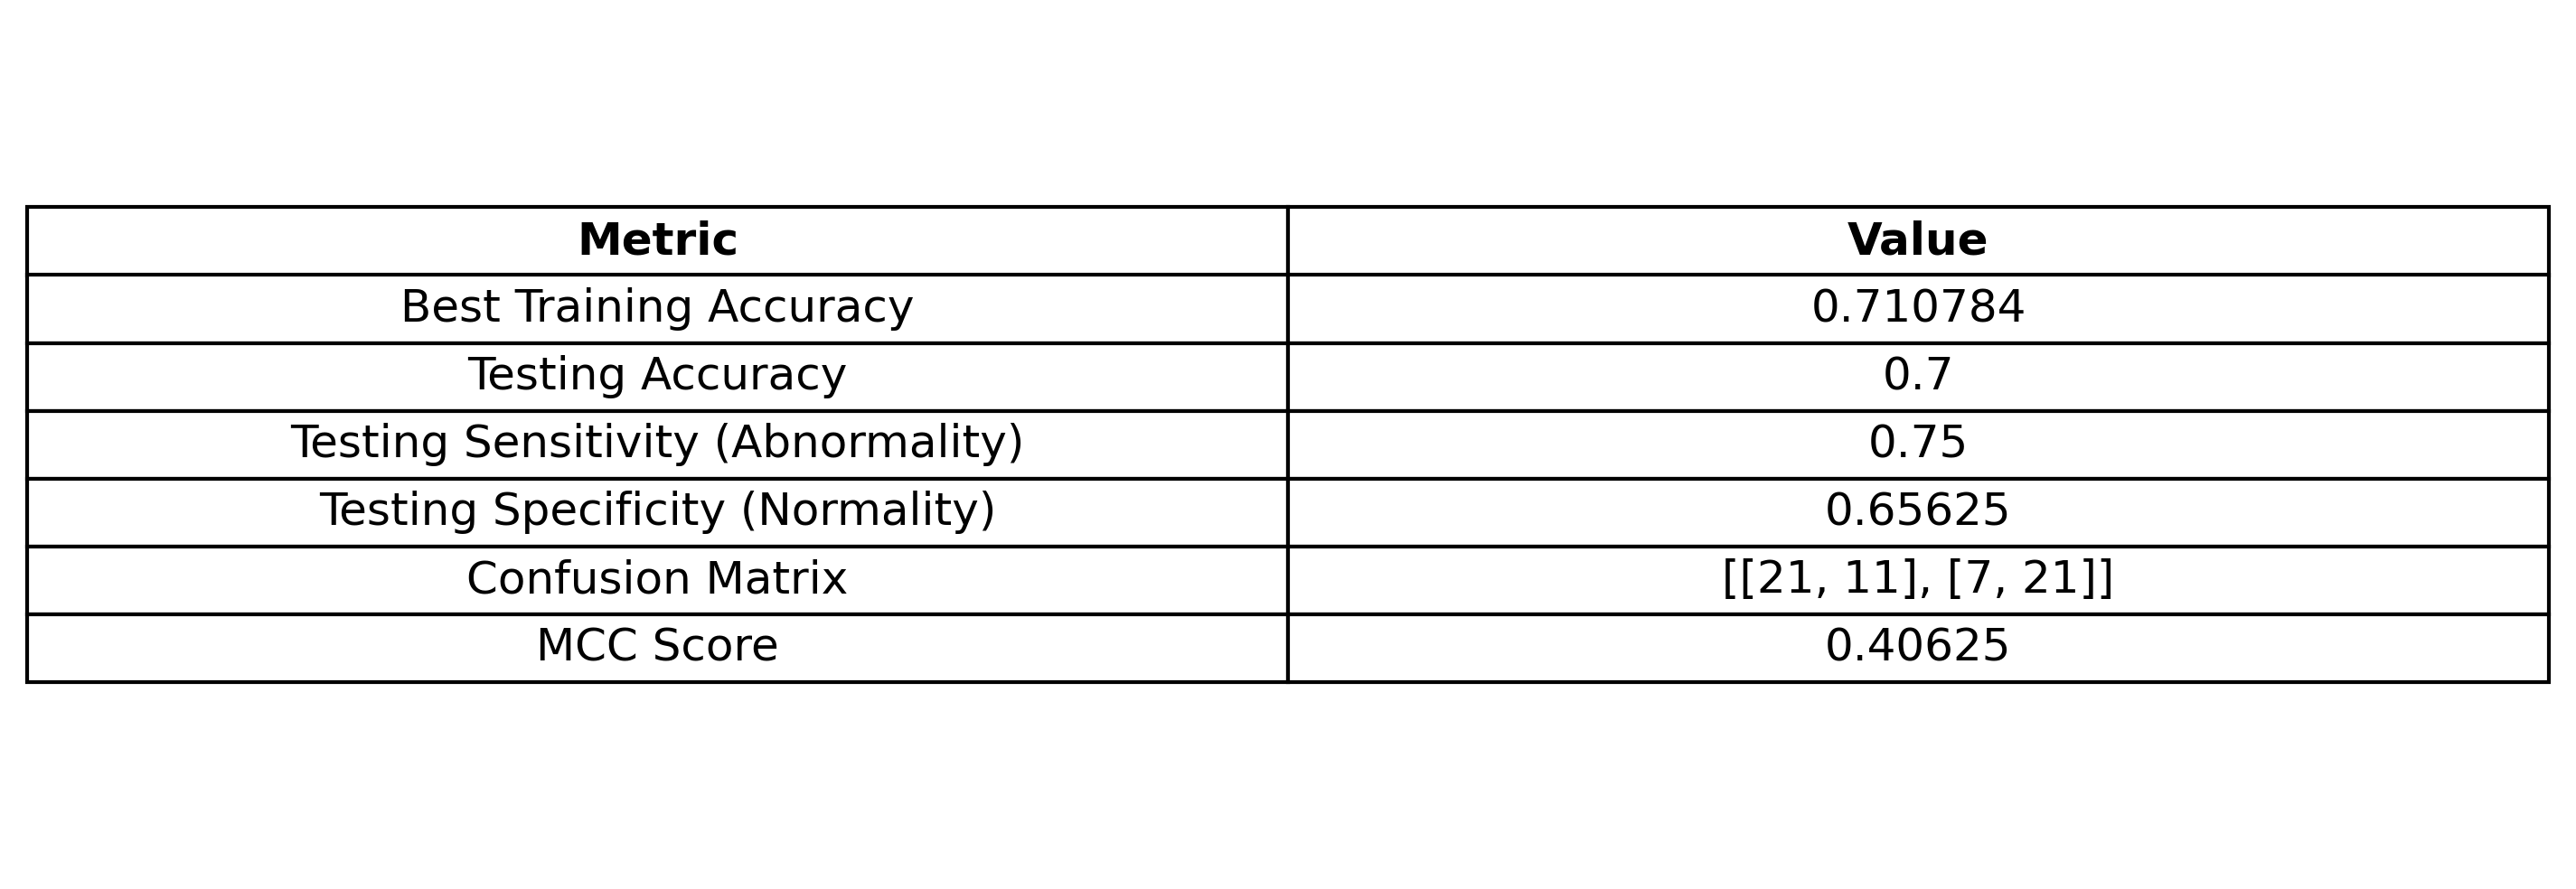 Metric Value
Best Training Accuracy 0.710784
Testing Accuracy 0.7
Testing Sensitivity (Abnormality) 0.75
Testing Specificity (Normality) 0.65625
Confusion Matrix [[21, 11], [7, 21]]
MCC Score 0.40625